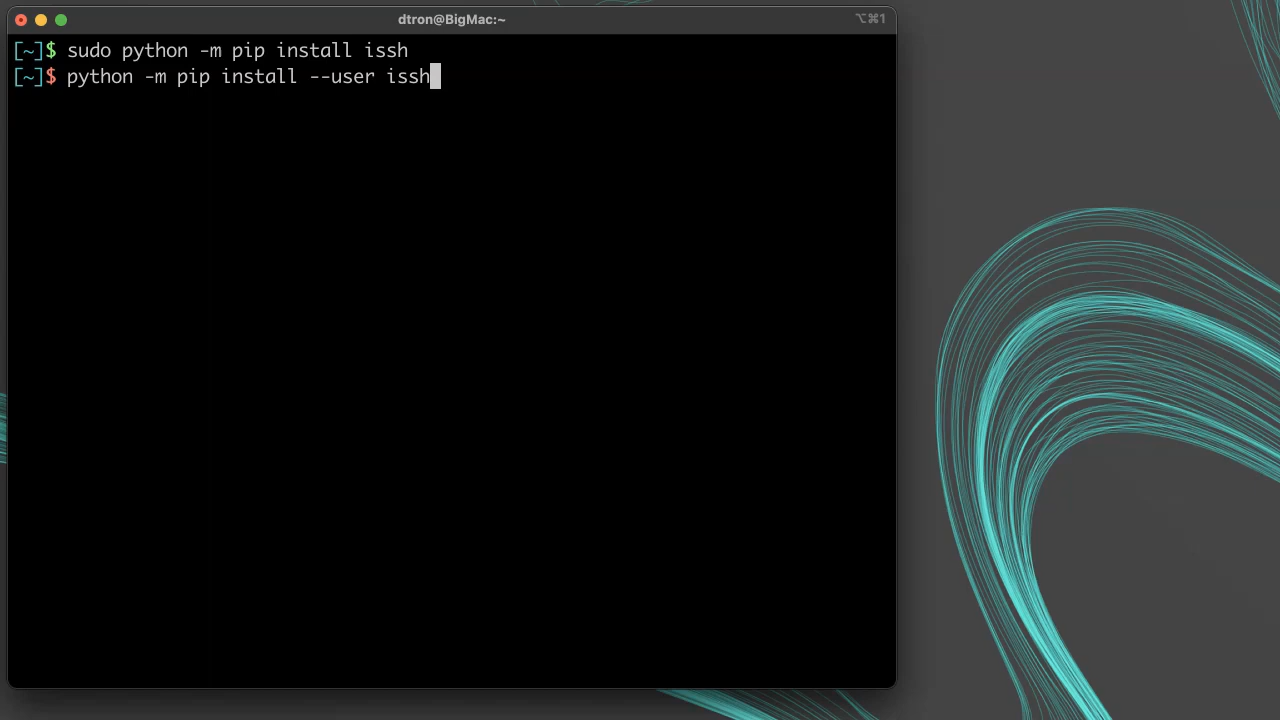 dtron@BigMac:~
⌥⌘1
[~]$ sudo python -m pip install issh
[~]$ python -m pip install --user issh